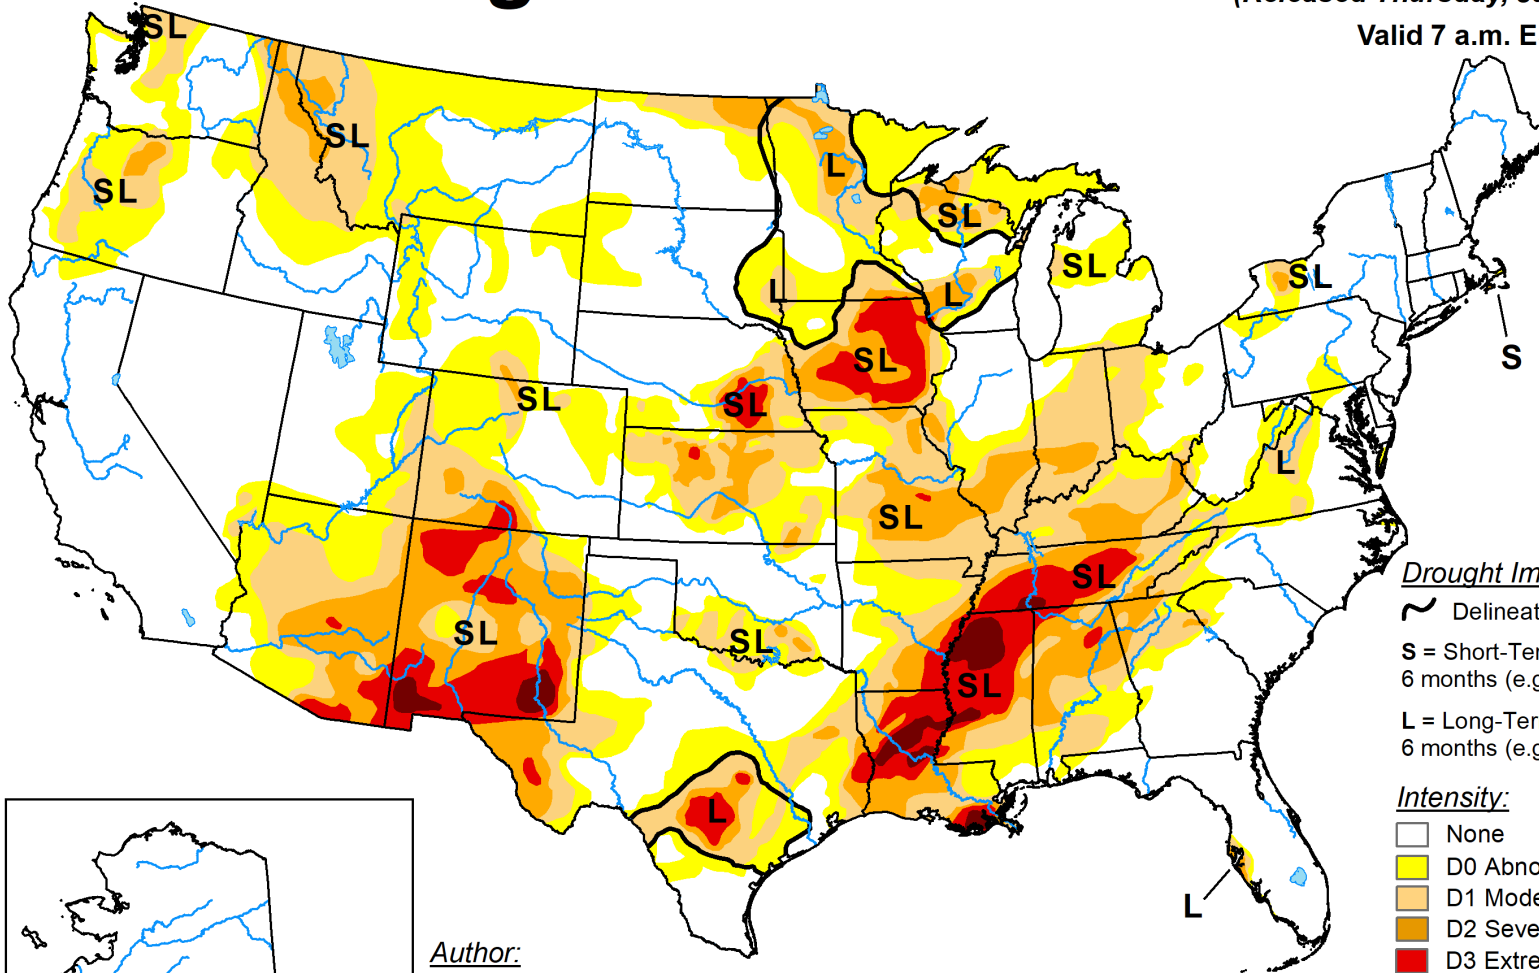 (Released Thursday,
Valid 7 a.m. E
SL
SL
SL
L
SL
SL
SL
L
L
SL
S
SL
SL
SL
L
SL
SL
SL
SL
SL
L
L
Drought Im
Delineat
S = Short-Ter
6 months (e.g
L = Long-Ter
6 months (e.g
Intensity:
None
D0 Abno
D1 Mode
D2 Seve
D3 Extre
Author: